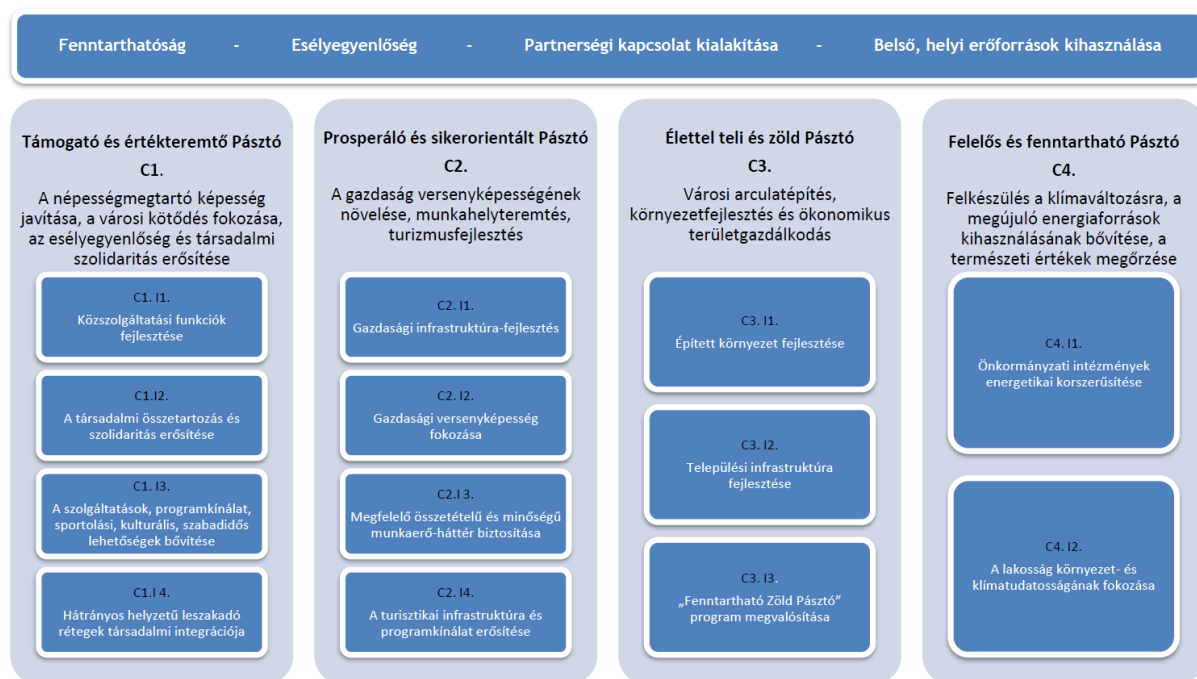 Fenntarthatóság - Esélyegyenlőség - Partnerségi kapcsolat kialakítása - Belső, helyi erőforrások kihasználása
Támogató és értékteremtő Pásztó
C1.
A népességmegtartó képesség
javítása, a városi kötődés fokozása,
az esélyegyenlőség és társadalmi
szolidaritás erősítése
C1. I1.
Közszolgáltatási funkciók
fejlesztése
C1.I2.
A társadalmi összetartozás és
szolidaritás erősítése
C1. I3.
A szolgáltatások, programkínálat,
sportolási, kulturális, szabadidős
lehetőségek bővítése
C1.I 4.
Hátrányos helyzetű leszakadó
rétegek társadalmi integrációja
Prosperáló és sikerorientált Pásztó
C2.
A gazdaság versenyképességének
növelése, munkahelyteremtés,
turizmusfejlesztés
C2. I1.
Gazdasági infrastruktúra-fejlesztés
C2. I2.
Gazdasági versenyképesség
fokozása
C2.I 3.
Megfelelő összetételű és minőségű
munkaerő-háttér biztosítása
C2. I4.
A turisztikai infrastruktúra és
programkínálat erősítése
Élettel teli és zöld Pásztó
C3.
Városi arculatépítés,
környezetfejlesztés és ökonomikus
területgazdálkodás
C3. I1.
Épített környezet fejlesztése
C3. I2.
Települési infrastruktúra
fejlesztése
C3. I3.
„Fenntartható Zöld Pásztó”
program megvalósítása
Felelős és fenntartható Pásztó
C4.
Felkészülés a klímaváltozásra, a
megújuló energiaforrások
kihasználásának bővítése, a
természeti értékek megőrzése
C4. I1.
Önkormányzati intézmények
energetikai korszerűsítése
C4. I2.
A lakosság környezet- és
klímatudatosságának fokozása